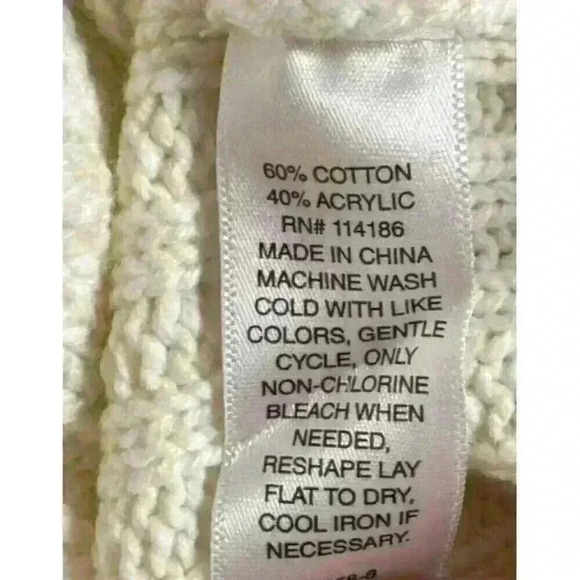 60% COTTON
40% ACRYLIC
RN# 114186
MADE IN CHINA
MACHINE WASH
COLD WITH LIKE
COLORS, GENTLE
CYCLE, ONLY
NON-CHLORINE
BLEACH WHEN
NEEDED,
RESHAPE LAY
FLAT TO DRY,
COOL IRON IF
NECESSARY.